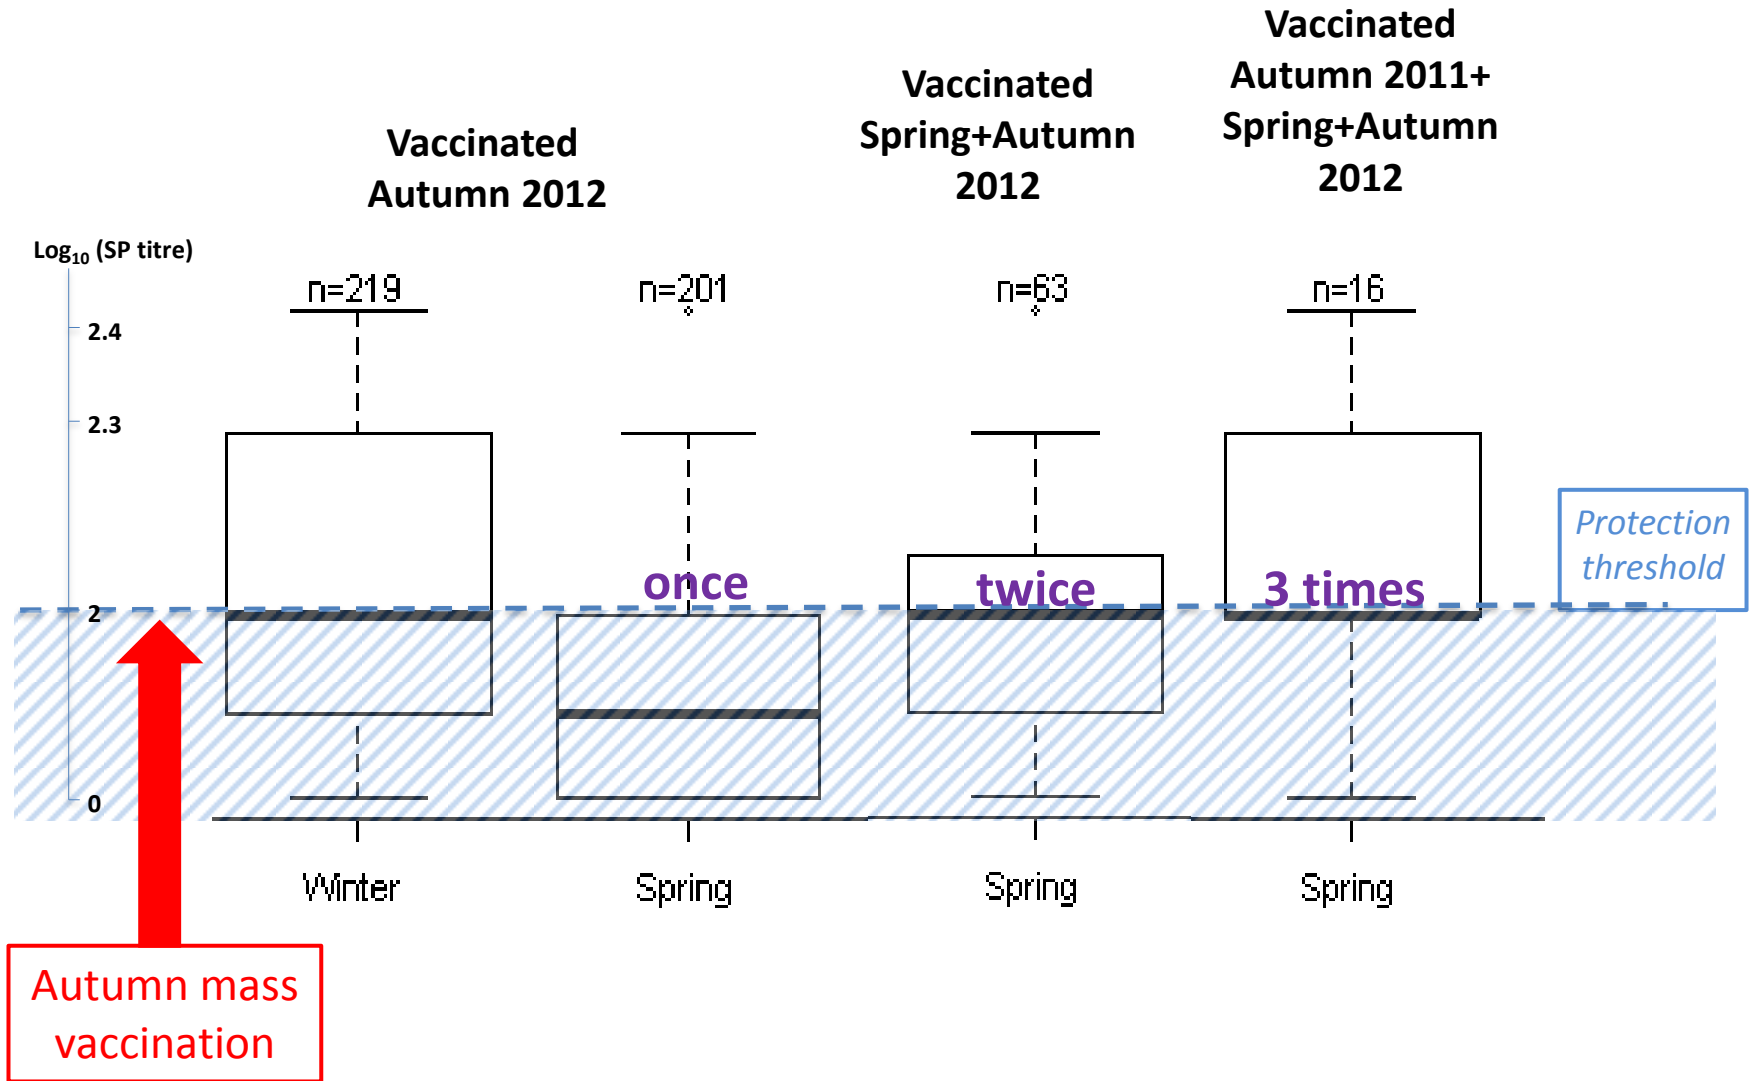 Vaccinated
Autumn 2012
Vaccinated
Spring+Autumn
2012
Vaccinated
Autumn 2011+
Spring+Autumn
2012
Log₁₀ (SP titre)
n=219
n=201
n=63
n=16
2.4
2.3
2
0
once
twice
3 times
Protection
threshold
Winter
Spring
Spring
Spring
Autumn mass
vaccination